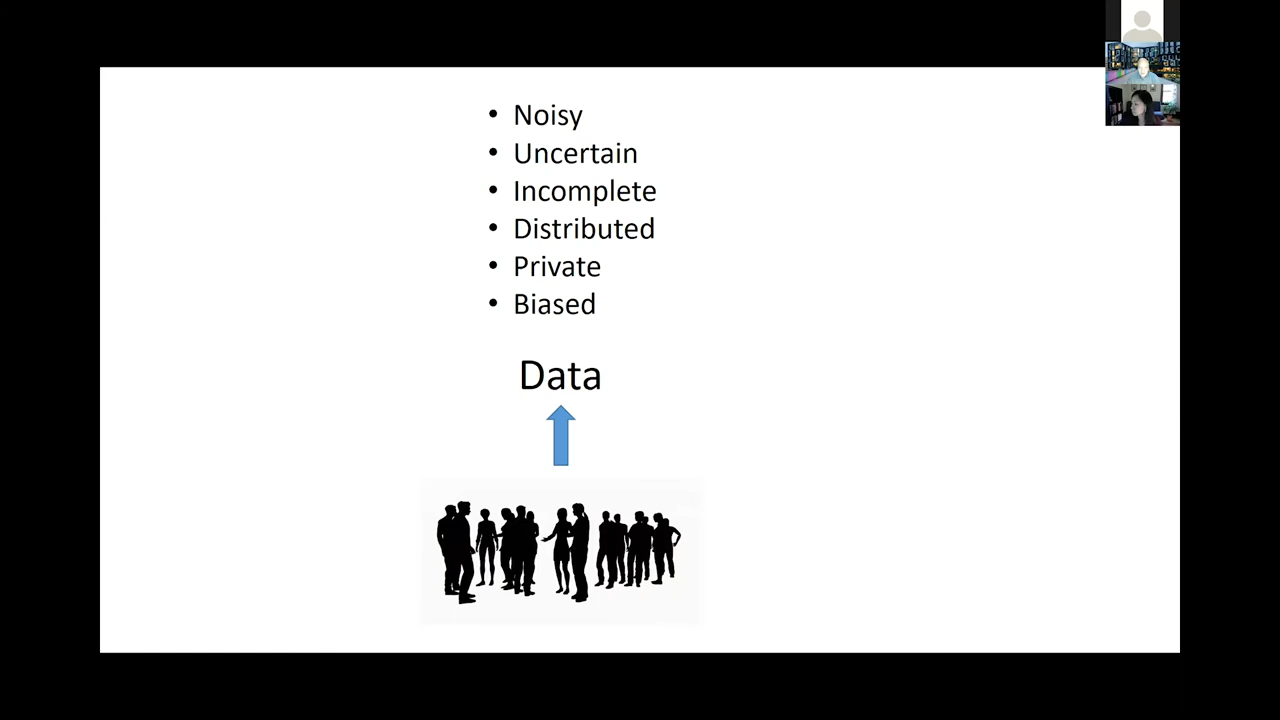 • Noisy
• Uncertain
• Incomplete
• Distributed
• Private
• Biased
Data